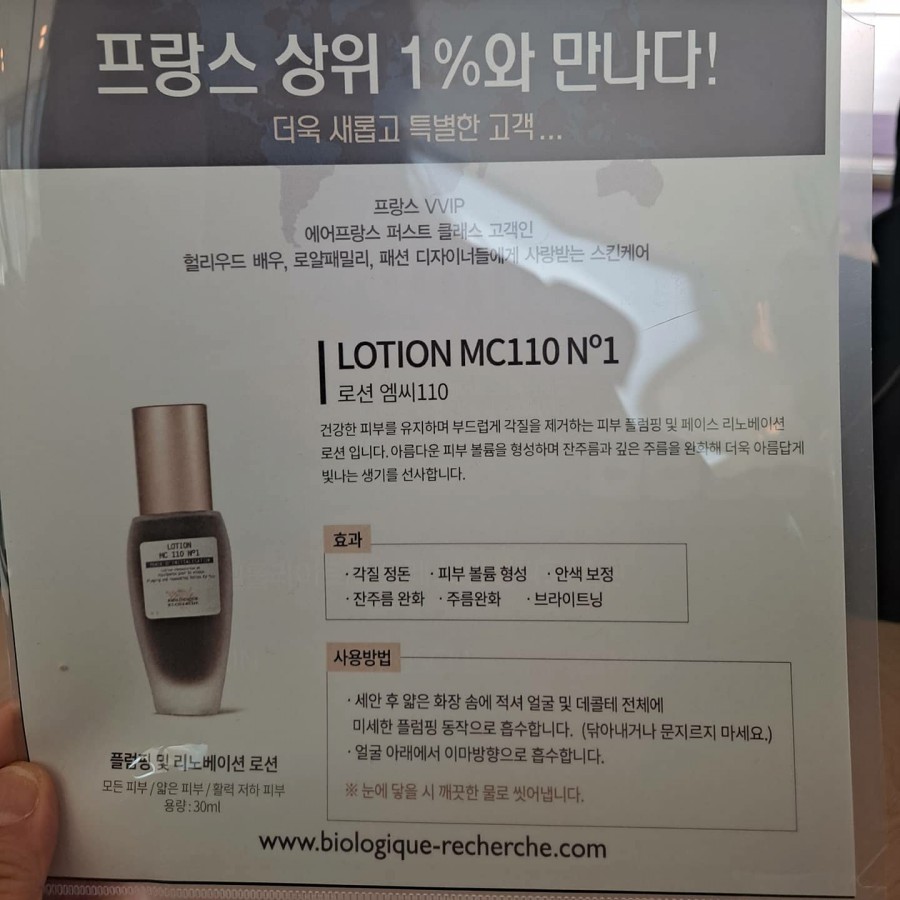 프랑스 상위 1%와 만나다!
더욱 새롭고 특별한 고객...
프랑스 VVIP
에어프랑스 퍼스트 클래스 고객인
헐리우드 배우, 로얄패밀리, 패션 디자이너들에게 사랑받는 스킨케어
LOTION MC110 Nº1
로션 엠씨110
건강한 피부를 유지하며 부드럽게 각질을 제거하는 피부 플럼핑 및 페이스 리노베이션
로션 입니다. 아름다운 피부 볼륨을 형성하며 잔주름과 깊은 주름을 완화해 더욱 아름답게
빛나는 생기를 선사합니다.
효과
· 각질 정돈 · 피부 볼륨 형성 · 안색 보정
· 잔주름 완화 · 주름완화 · 브라이트닝
사용방법
· 세안 후 얇은 화장 솜에 적셔 얼굴 및 데콜테 전체에
미세한 플럼핑 동작으로 흡수합니다. (닦아내거나 문지르지 마세요.)
· 얼굴 아래에서 이마방향으로 흡수합니다.
※ 눈에 닿을 시 깨끗한 물로 씻어냅니다.
LOTION
MC 110 Nº1
플럼핑 및 리노베이션 로션
모든 피부 / 얇은 피부 / 활력 저하 피부
용량 : 30ml
www.biologique-recherche.com